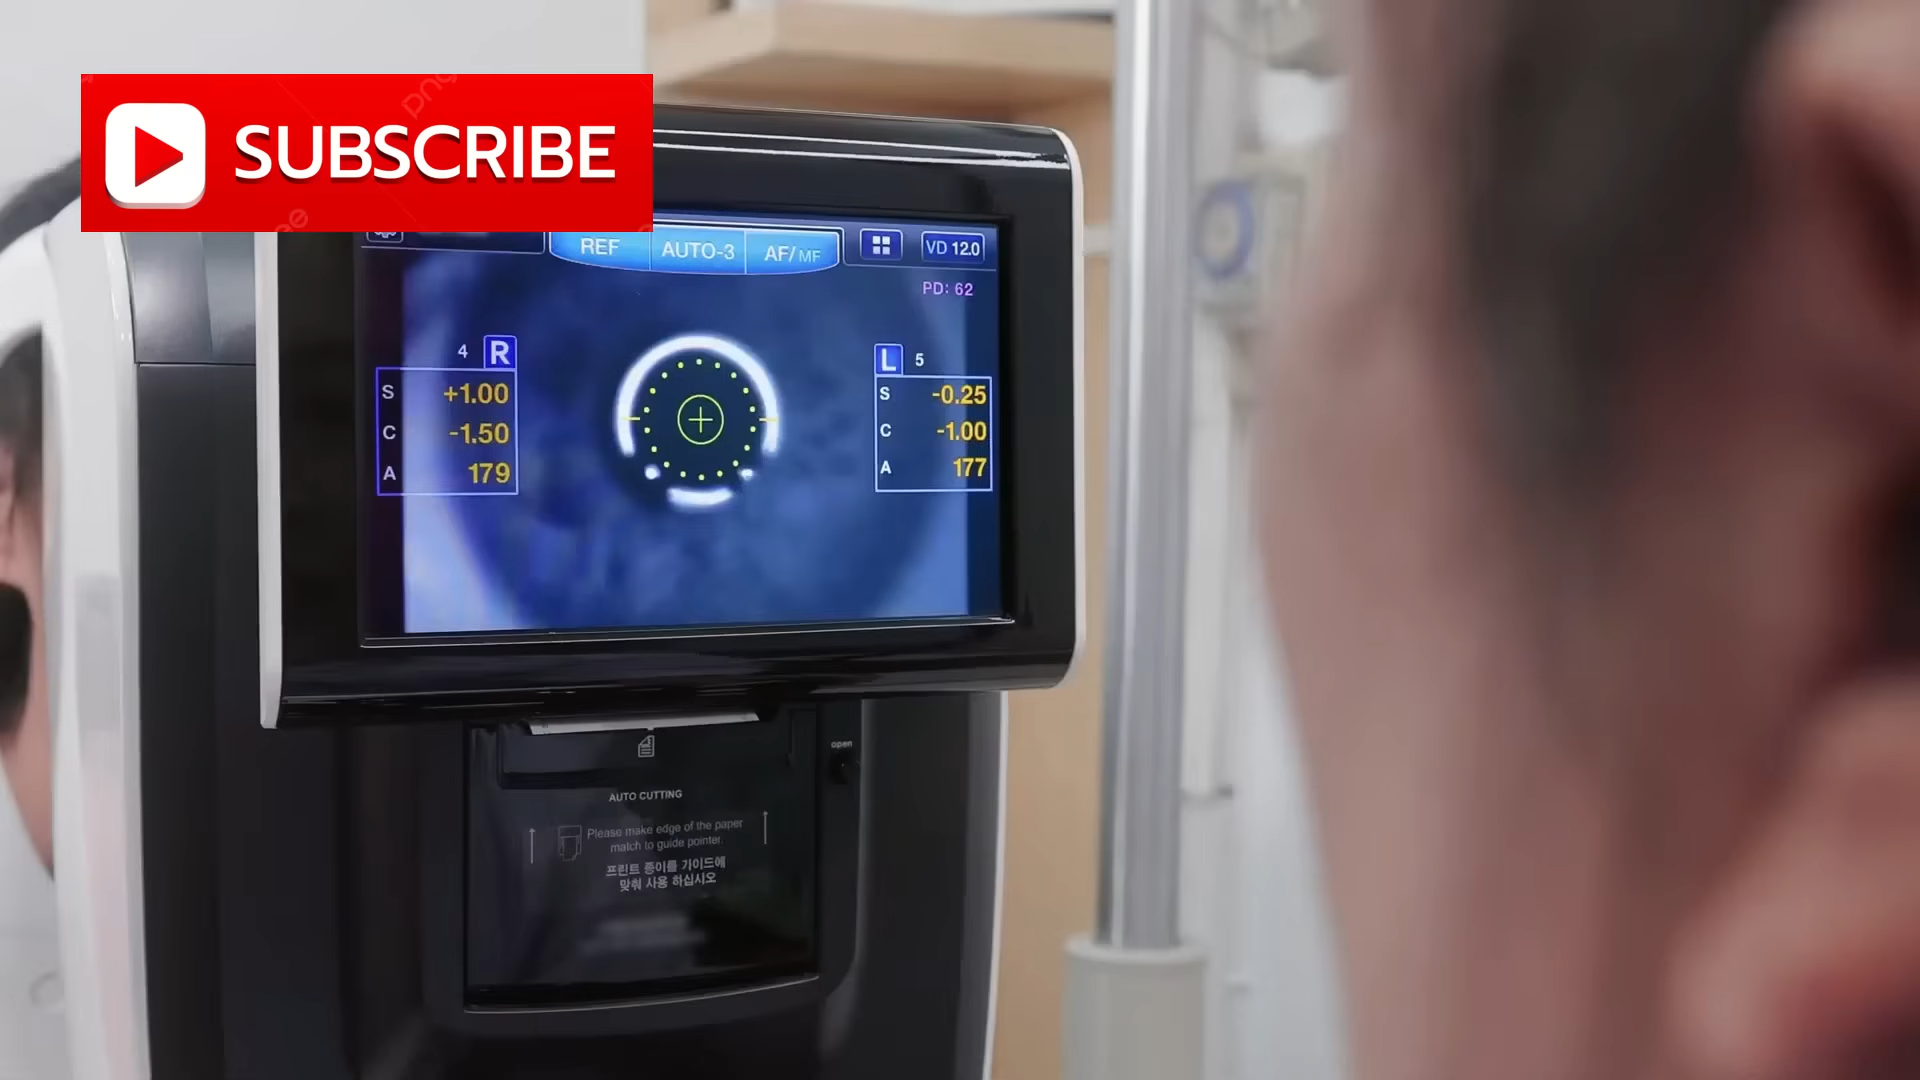 SUBSCRIBE
REF AUTO-3 AF/MF VD 12.0
PD: 62
4 R
S +1.00
C -1.50
A 179
L 5
S -0.25
C -1.00
A 177
open
AUTO CUTTING
Please make edge of the paper
match to guide pointer.
프린트 종이를 가이드에
맞춰 사용 하십시오